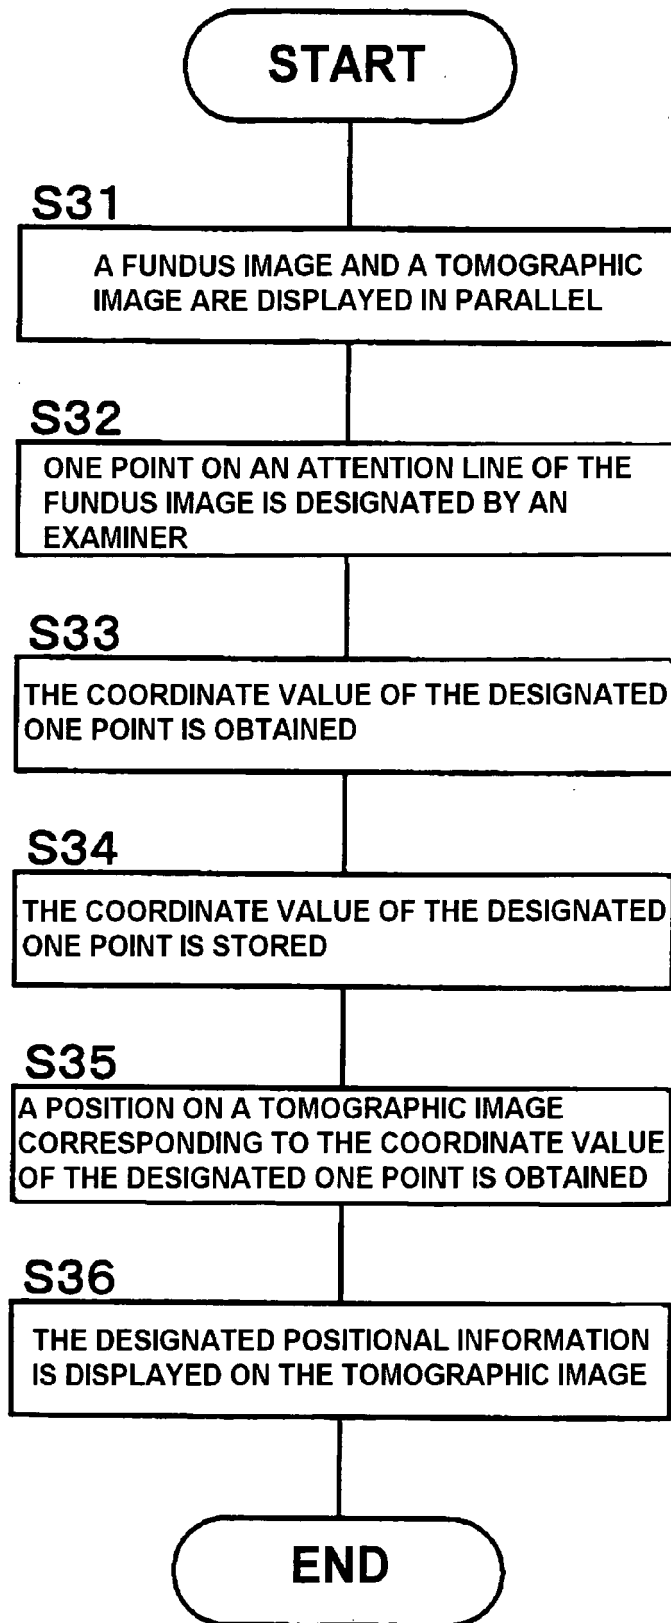 START
S31
A FUNDUS IMAGE AND A TOMOGRAPHIC
IMAGE ARE DISPLAYED IN PARALLEL
S32
ONE POINT ON AN ATTENTION LINE OF THE
FUNDUS IMAGE IS DESIGNATED BY AN
EXAMINER
S33
THE COORDINATE VALUE OF THE DESIGNATED
ONE POINT IS OBTAINED
S34
THE COORDINATE VALUE OF THE DESIGNATED
ONE POINT IS STORED
S35
A POSITION ON A TOMOGRAPHIC IMAGE
CORRESPONDING TO THE COORDINATE VALUE
OF THE DESIGNATED ONE POINT IS OBTAINED
S36
THE DESIGNATED POSITIONAL INFORMATION
IS DISPLAYED ON THE TOMOGRAPHIC IMAGE
END